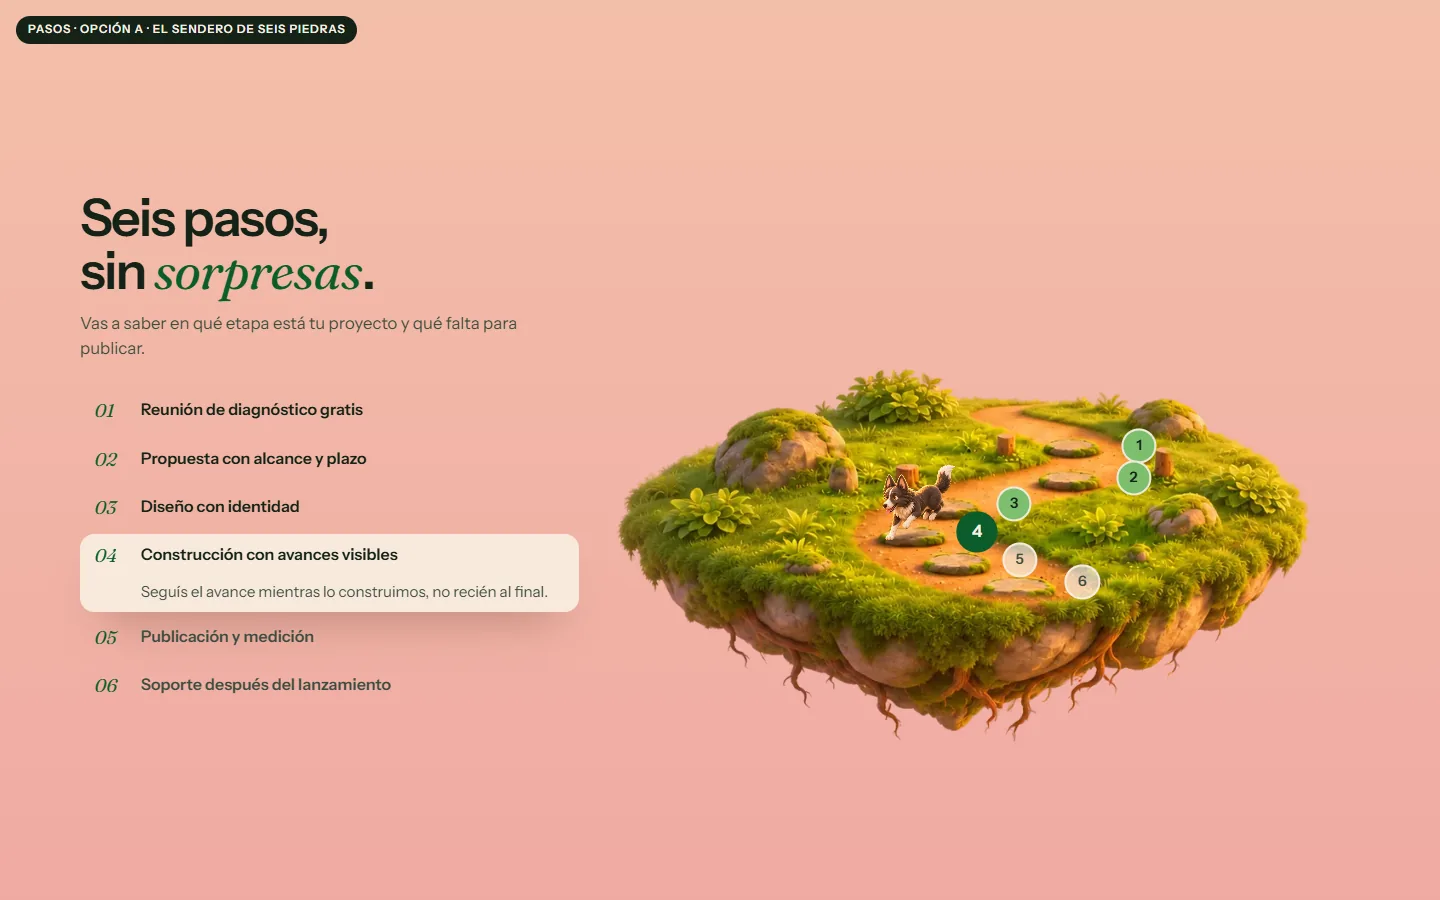 PASOS · OPCIÓN A · EL SENDERO DE SEIS PIEDRAS
Seis pasos,
sin sorpresas.
Vas a saber en qué etapa está tu proyecto y qué falta para
publicar.
01 Reunión de diagnóstico gratis
02 Propuesta con alcance y plazo
03 Diseño con identidad
04 Construcción con avances visibles
Seguís el avance mientras lo construimos, no recién al final.
05 Publicación y medición
06 Soporte después del lanzamiento
1
2
3
4
5
6